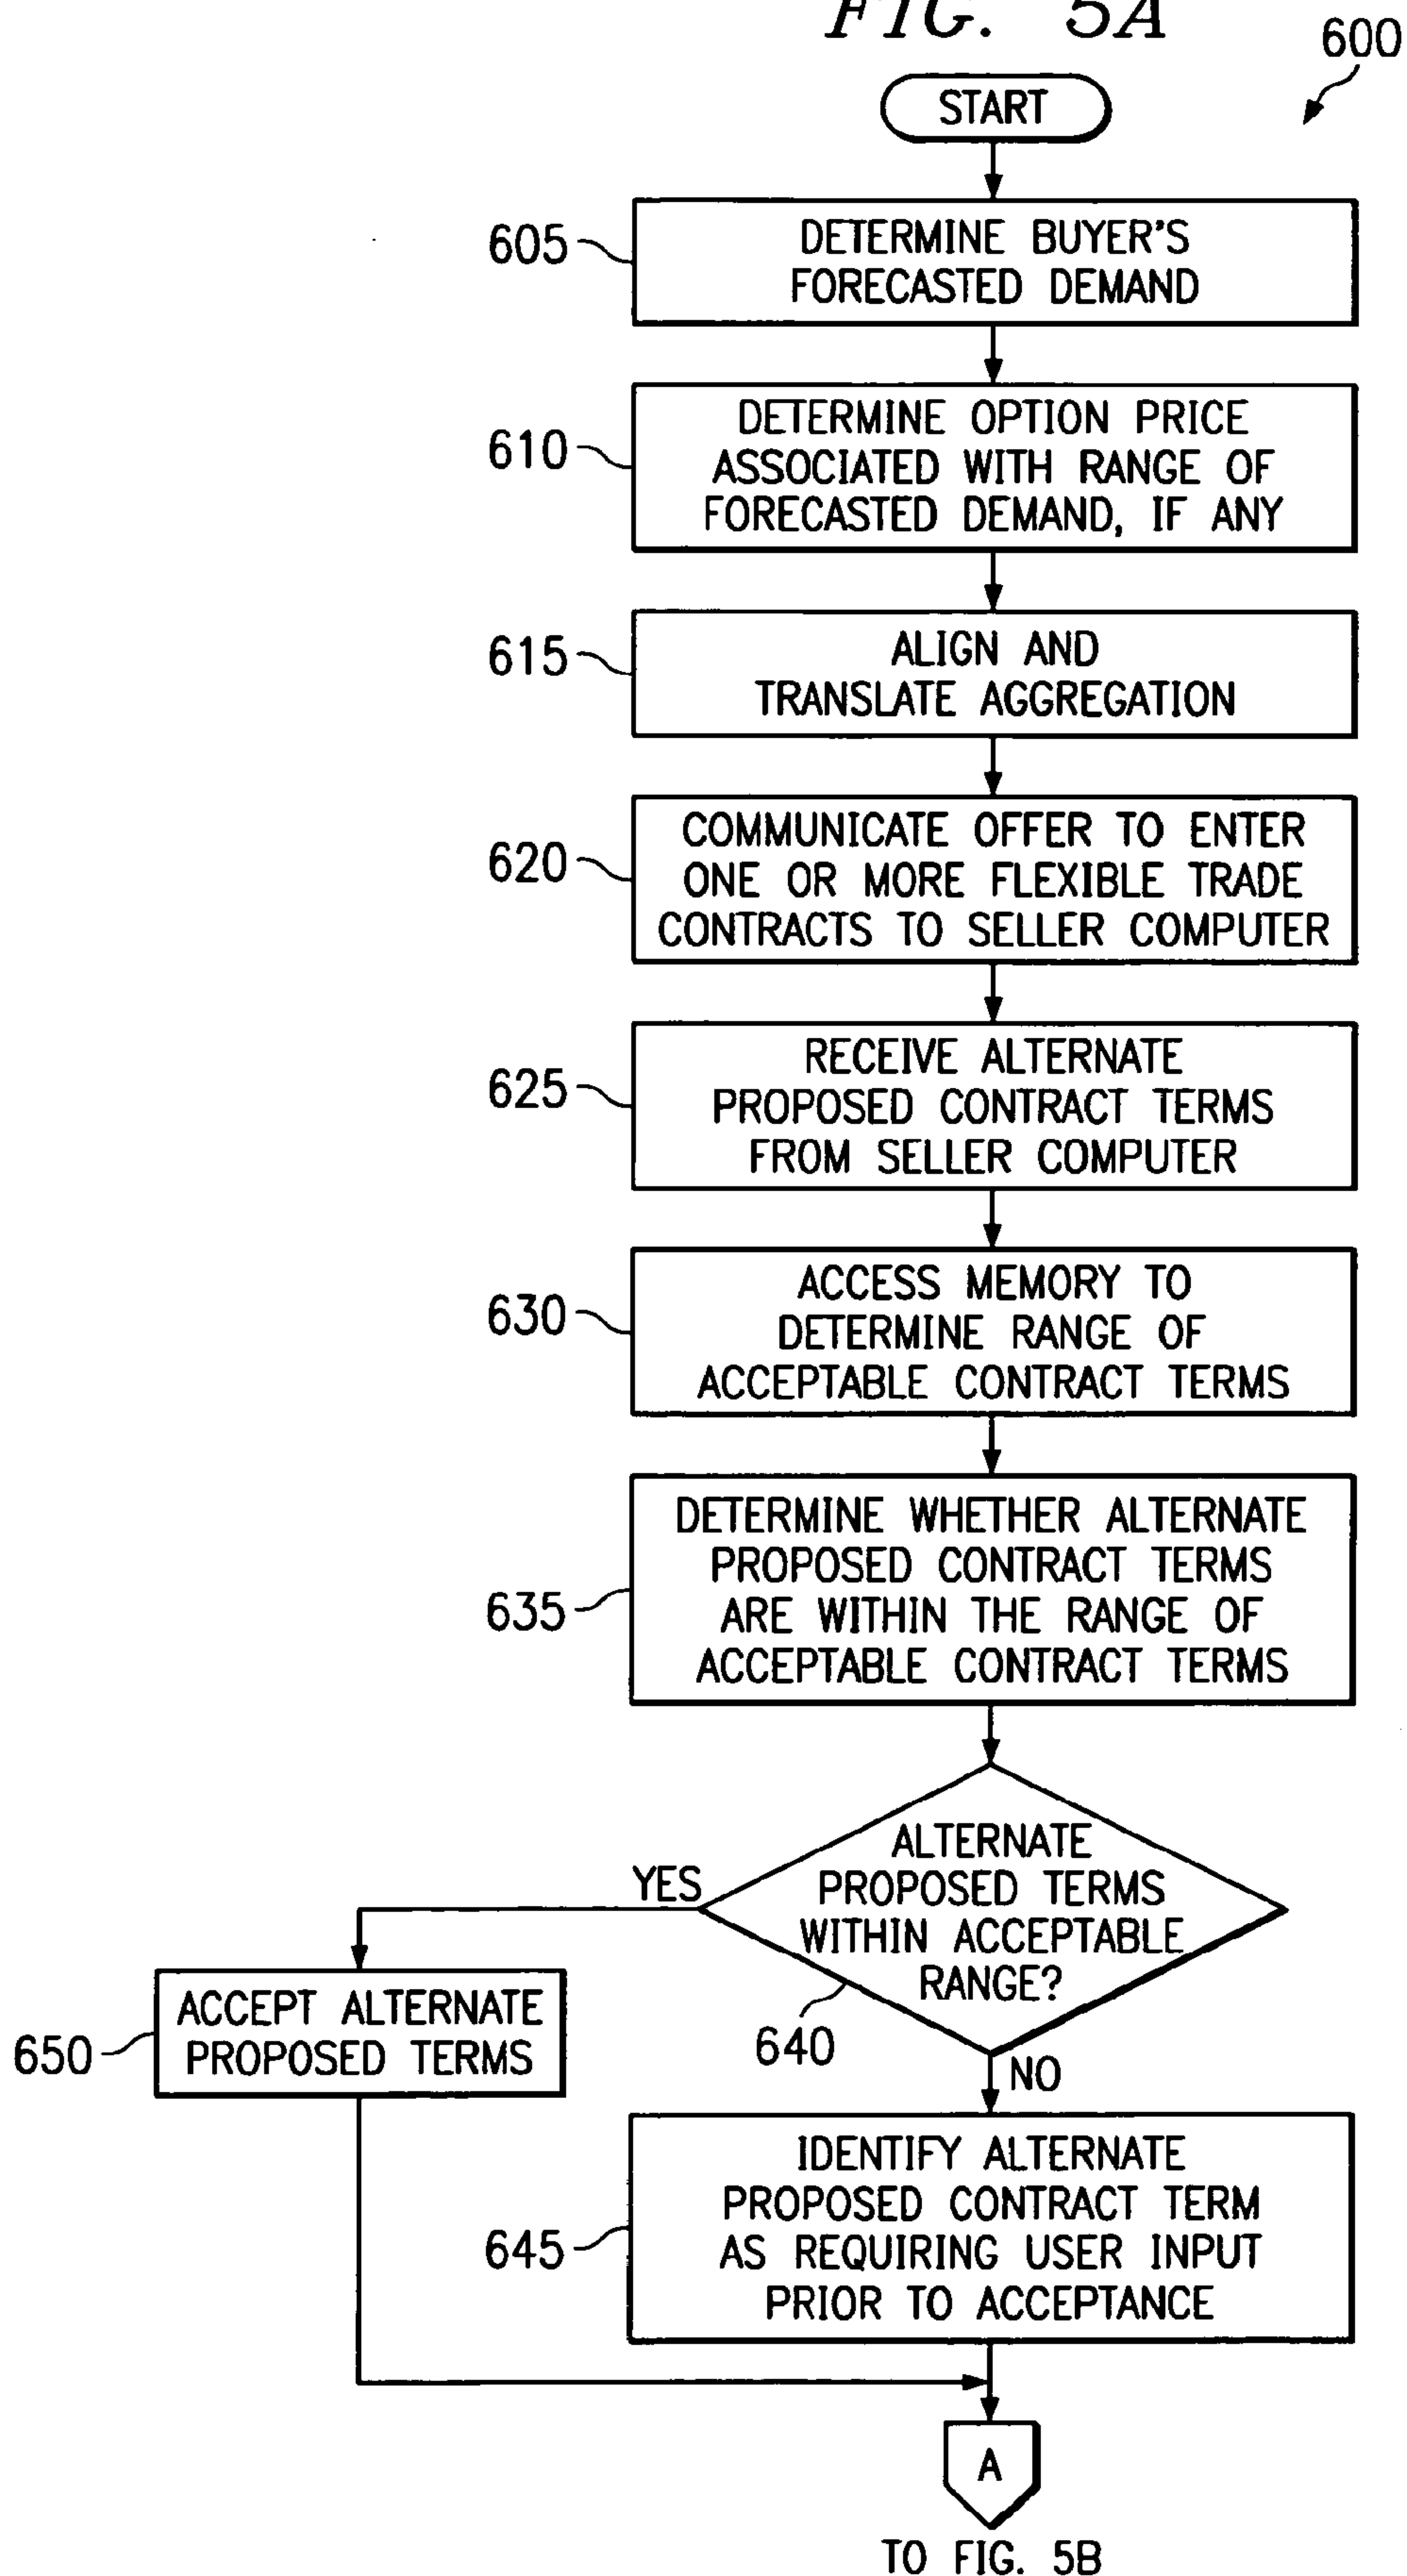 FIG. 5A
600
START
605
DETERMINE BUYER'S
FORECASTED DEMAND
610
DETERMINE OPTION PRICE
ASSOCIATED WITH RANGE OF
FORECASTED DEMAND, IF ANY
615
ALIGN AND
TRANSLATE AGGREGATION
620
COMMUNICATE OFFER TO ENTER
ONE OR MORE FLEXIBLE TRADE
CONTRACTS TO SELLER COMPUTER
625
RECEIVE ALTERNATE
PROPOSED CONTRACT TERMS
FROM SELLER COMPUTER
630
ACCESS MEMORY TO
DETERMINE RANGE OF
ACCEPTABLE CONTRACT TERMS
635
DETERMINE WHETHER ALTERNATE
PROPOSED CONTRACT TERMS
ARE WITHIN THE RANGE OF
ACCEPTABLE CONTRACT TERMS
ALTERNATE
PROPOSED TERMS
WITHIN ACCEPTABLE
RANGE?
640
YES
650
ACCEPT ALTERNATE
PROPOSED TERMS
NO
645
IDENTIFY ALTERNATE
PROPOSED CONTRACT TERM
AS REQUIRING USER INPUT
PRIOR TO ACCEPTANCE
A
TO FIG. 5B